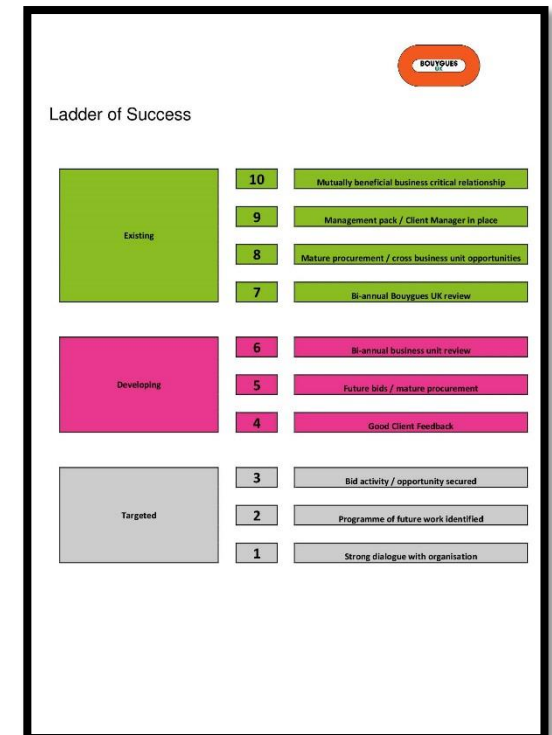 BOUYGUES
UK
Ladder of Success
Existing
10
Mutually beneficial business critical relationship
9
Management pack / Client Manager in place
8
Mature procurement / cross business unit opportunities
7
Bi-annual Bouygues UK review
Developing
6
Bi-annual business unit review
5
Future bids / mature procurement
4
Good Client Feedback
Targeted
3
Bid activity / opportunity secured
2
Programme of future work identified
1
Strong dialogue with organisation